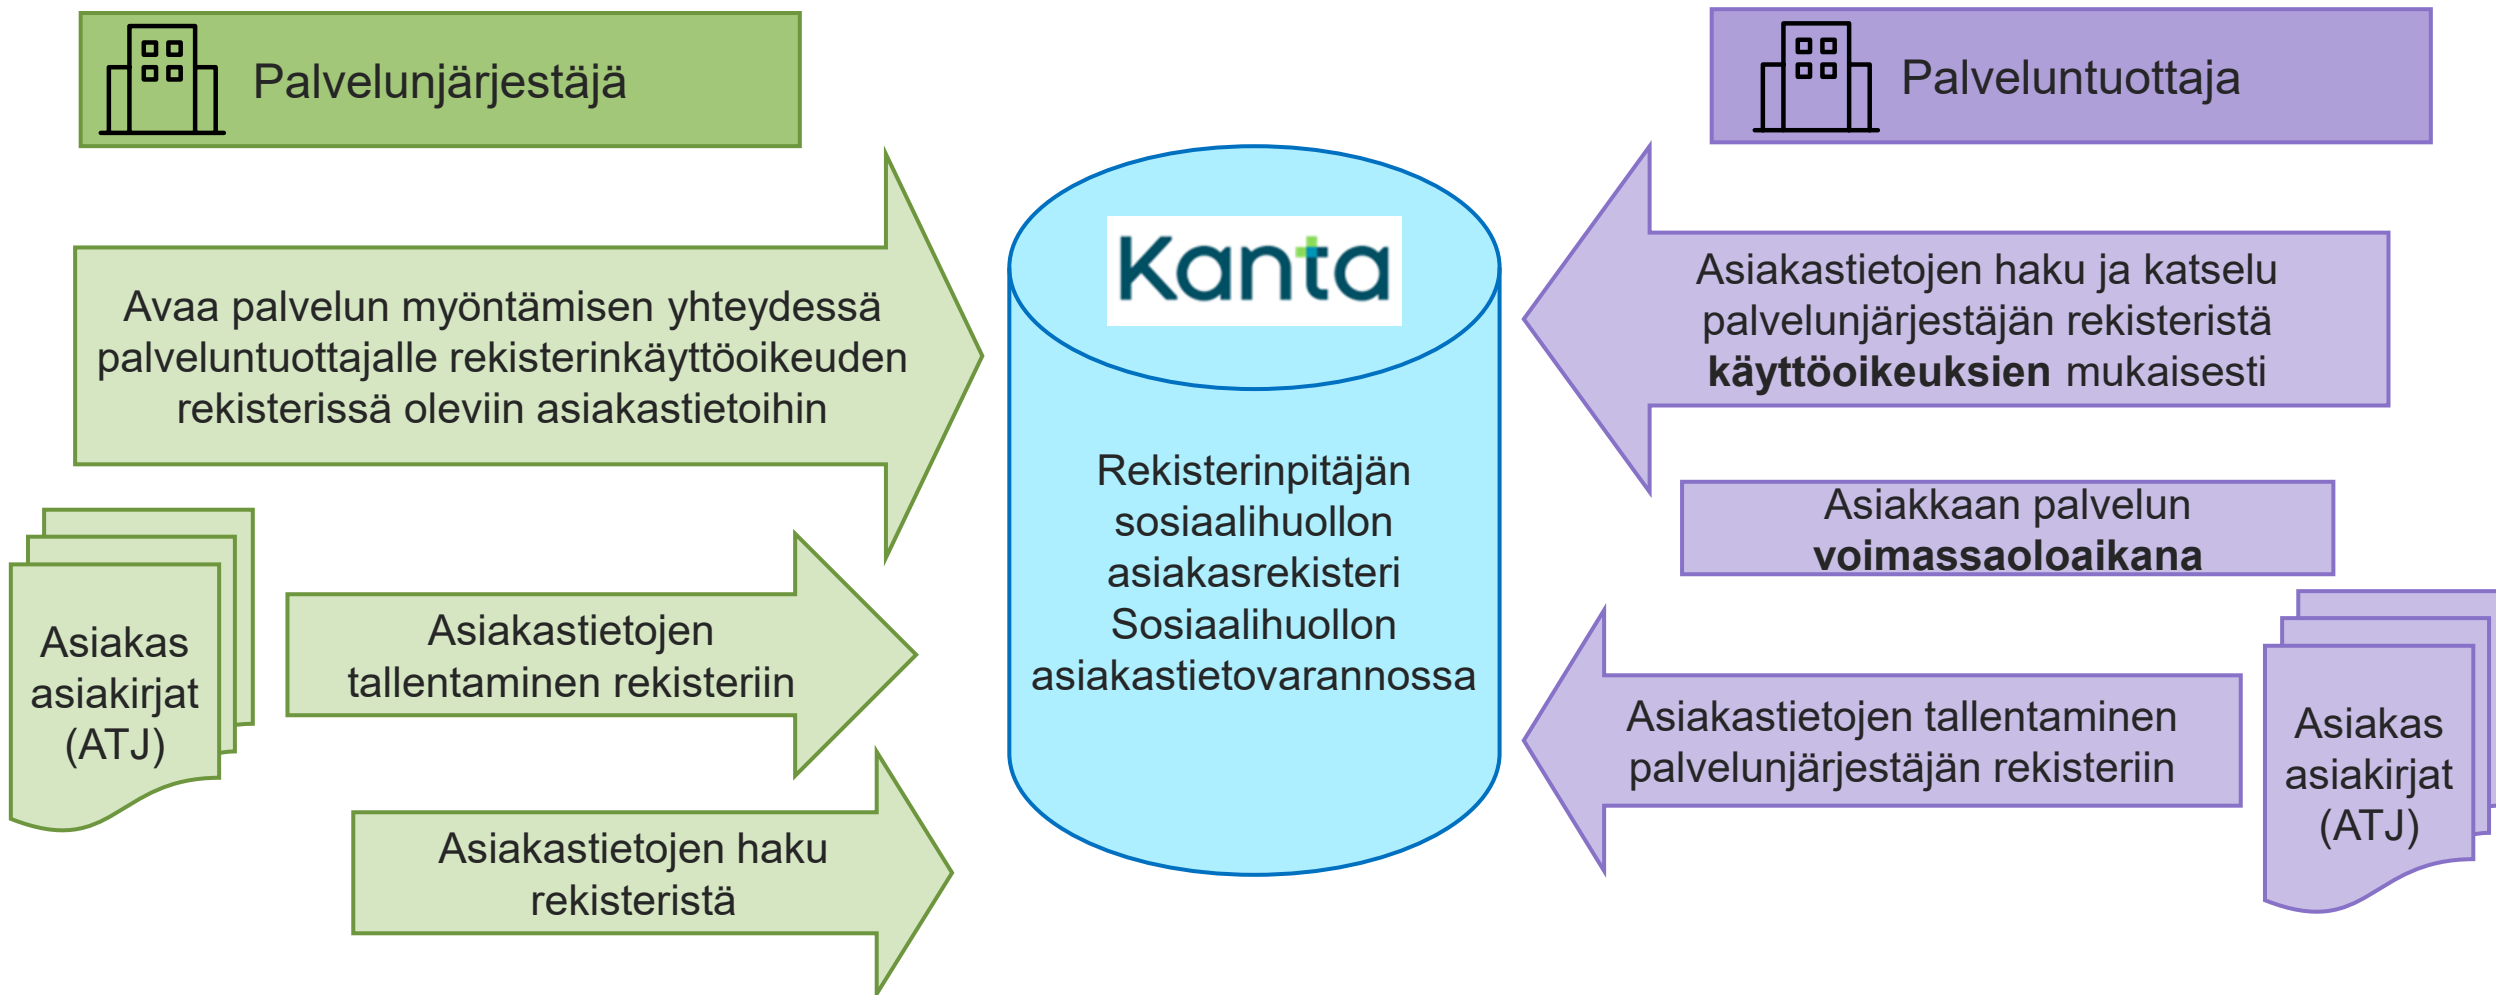 Palvelunjärjestäjä
Avaa palvelun myöntämisen yhteydessä
palveluntuottajalle rekisterinkäyttöoikeuden
rekisterissä oleviin asiakastietoihin
Asiakas
asiakirjat
(ATJ)
Asiakastietojen
tallentaminen rekisteriin
Asiakastietojen haku
rekisteristä
Kanta
Rekisterinpitäjän
sosiaalihuollon
asiakasrekisteri
Sosiaalihuollon
asiakastietovarannossa
Palveluntuottaja
Asiakastietojen haku ja katselu
palvelunjärjestäjän rekisteristä
käyttöoikeuksien mukaisesti
Asiakkaan palvelun
voimassaoloaikana
Asiakastietojen tallentaminen
palvelunjärjestäjän rekisteriin
Asiakas
asiakirjat
(ATJ)